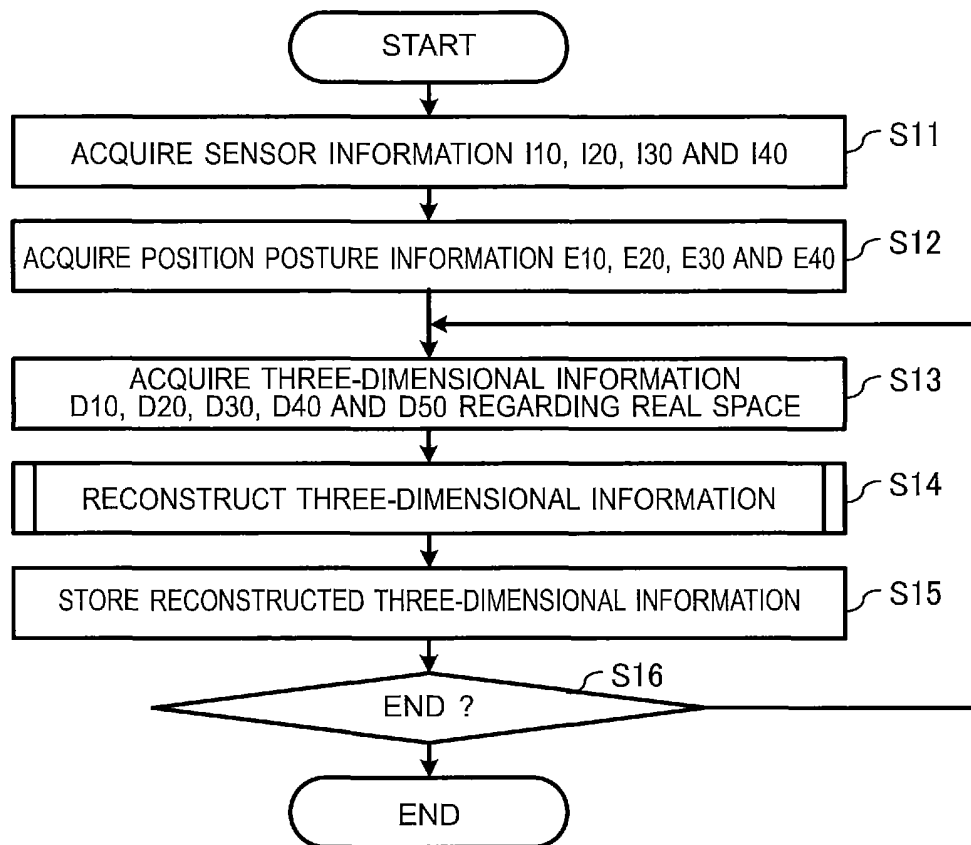 START
ACQUIRE SENSOR INFORMATION I10, I20, I30 AND I40
S11
ACQUIRE POSITION POSTURE INFORMATION E10, E20, E30 AND E40
S12
ACQUIRE THREE-DIMENSIONAL INFORMATION
D10, D20, D30, D40 AND D50 REGARDING REAL SPACE
S13
RECONSTRUCT THREE-DIMENSIONAL INFORMATION
S14
STORE RECONSTRUCTED THREE-DIMENSIONAL INFORMATION
S15
END ?
S16
END